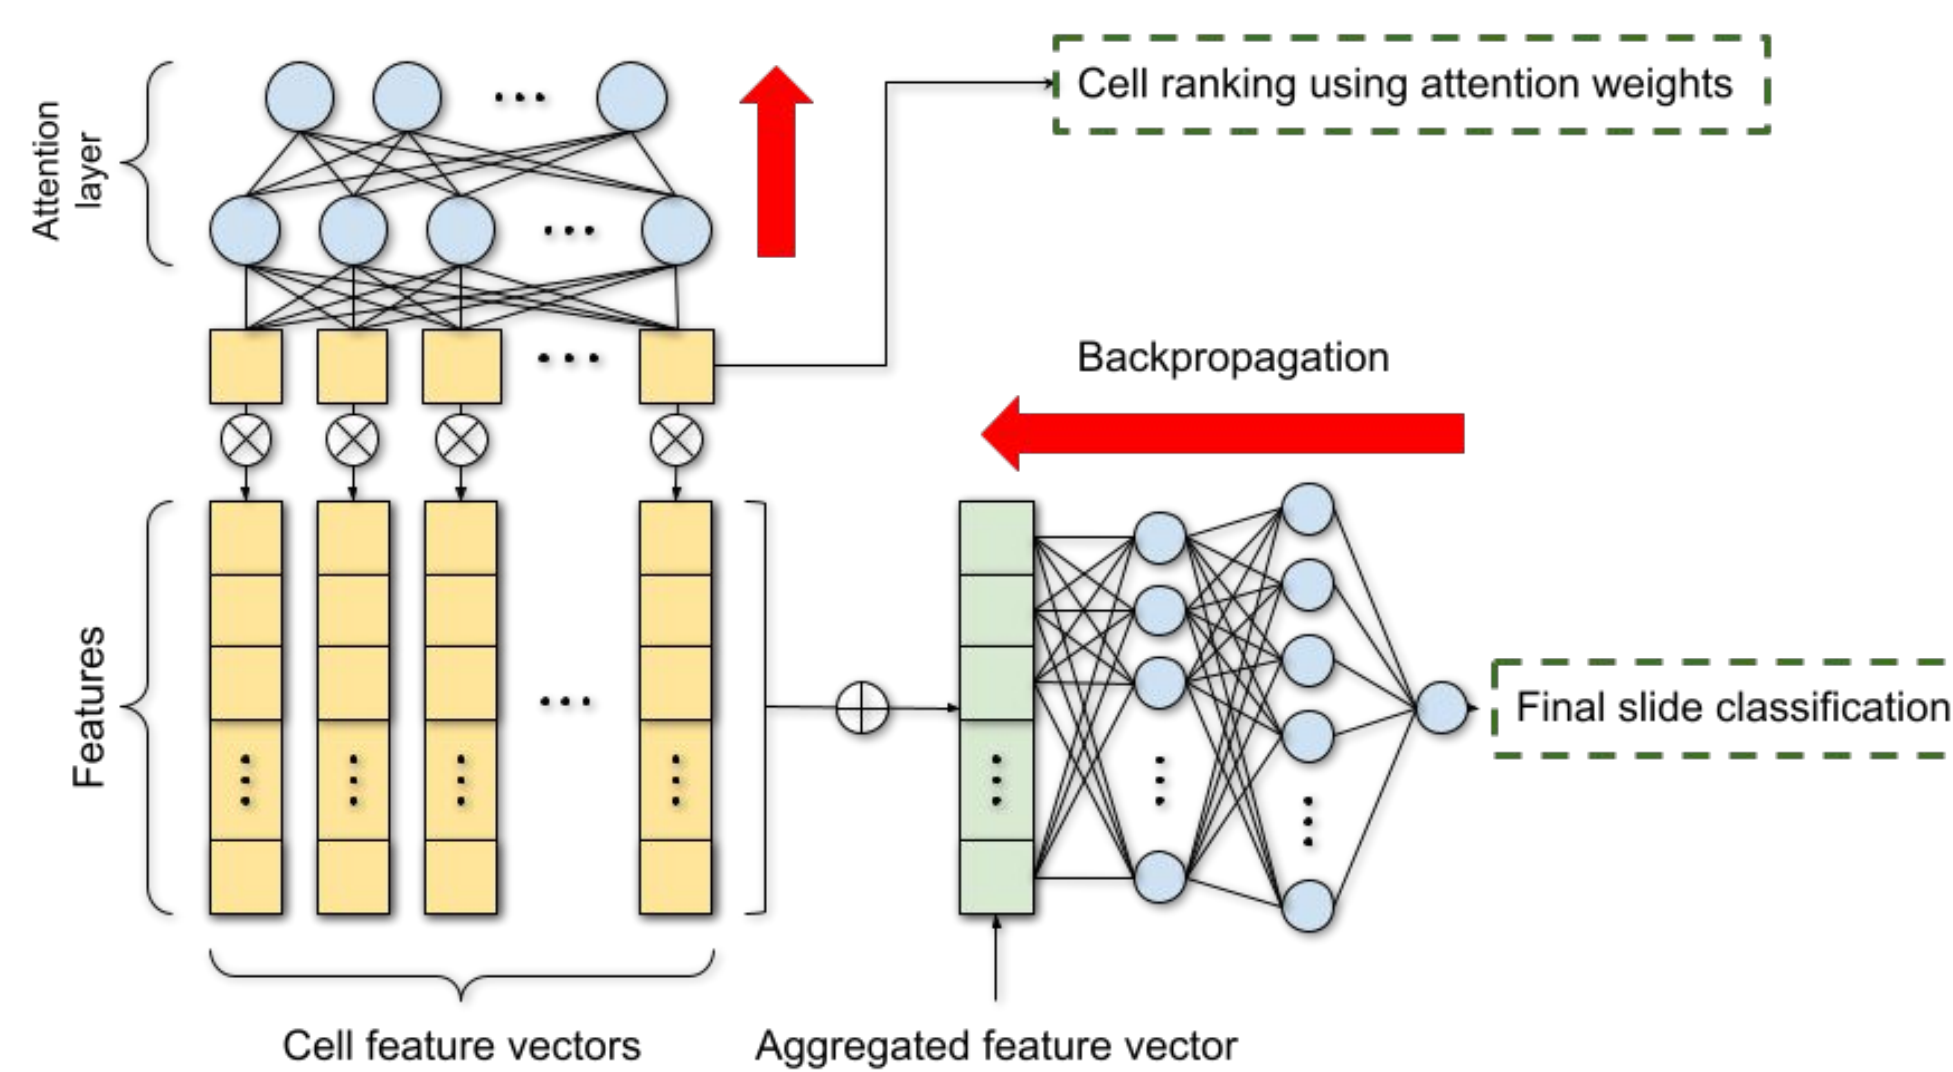 Attention
layer
Cell ranking using attention weights
Backpropagation
Features
Final slide classification
Cell feature vectors
Aggregated feature vector